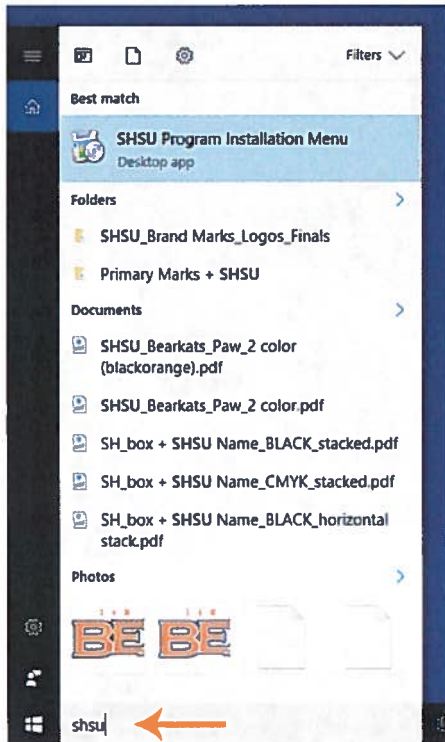 Filters
Best match
SHSU Program Installation Menu
Desktop app
Folders
SHSU_Brand Marks_Logos_Finals
Primary Marks + SHSU
Documents
SHSU_Bearkats_Paw_2 color
(blackorange).pdf
SHSU_Bearkats_Paw_2 color.pdf
SH_box + SHSU Name_BLACK_stacked.pdf
SH_box + SHSU Name_CMYK_stacked.pdf
SH_box + SHSU Name_BLACK_horizontal
stack.pdf
Photos
BE BE
shsu